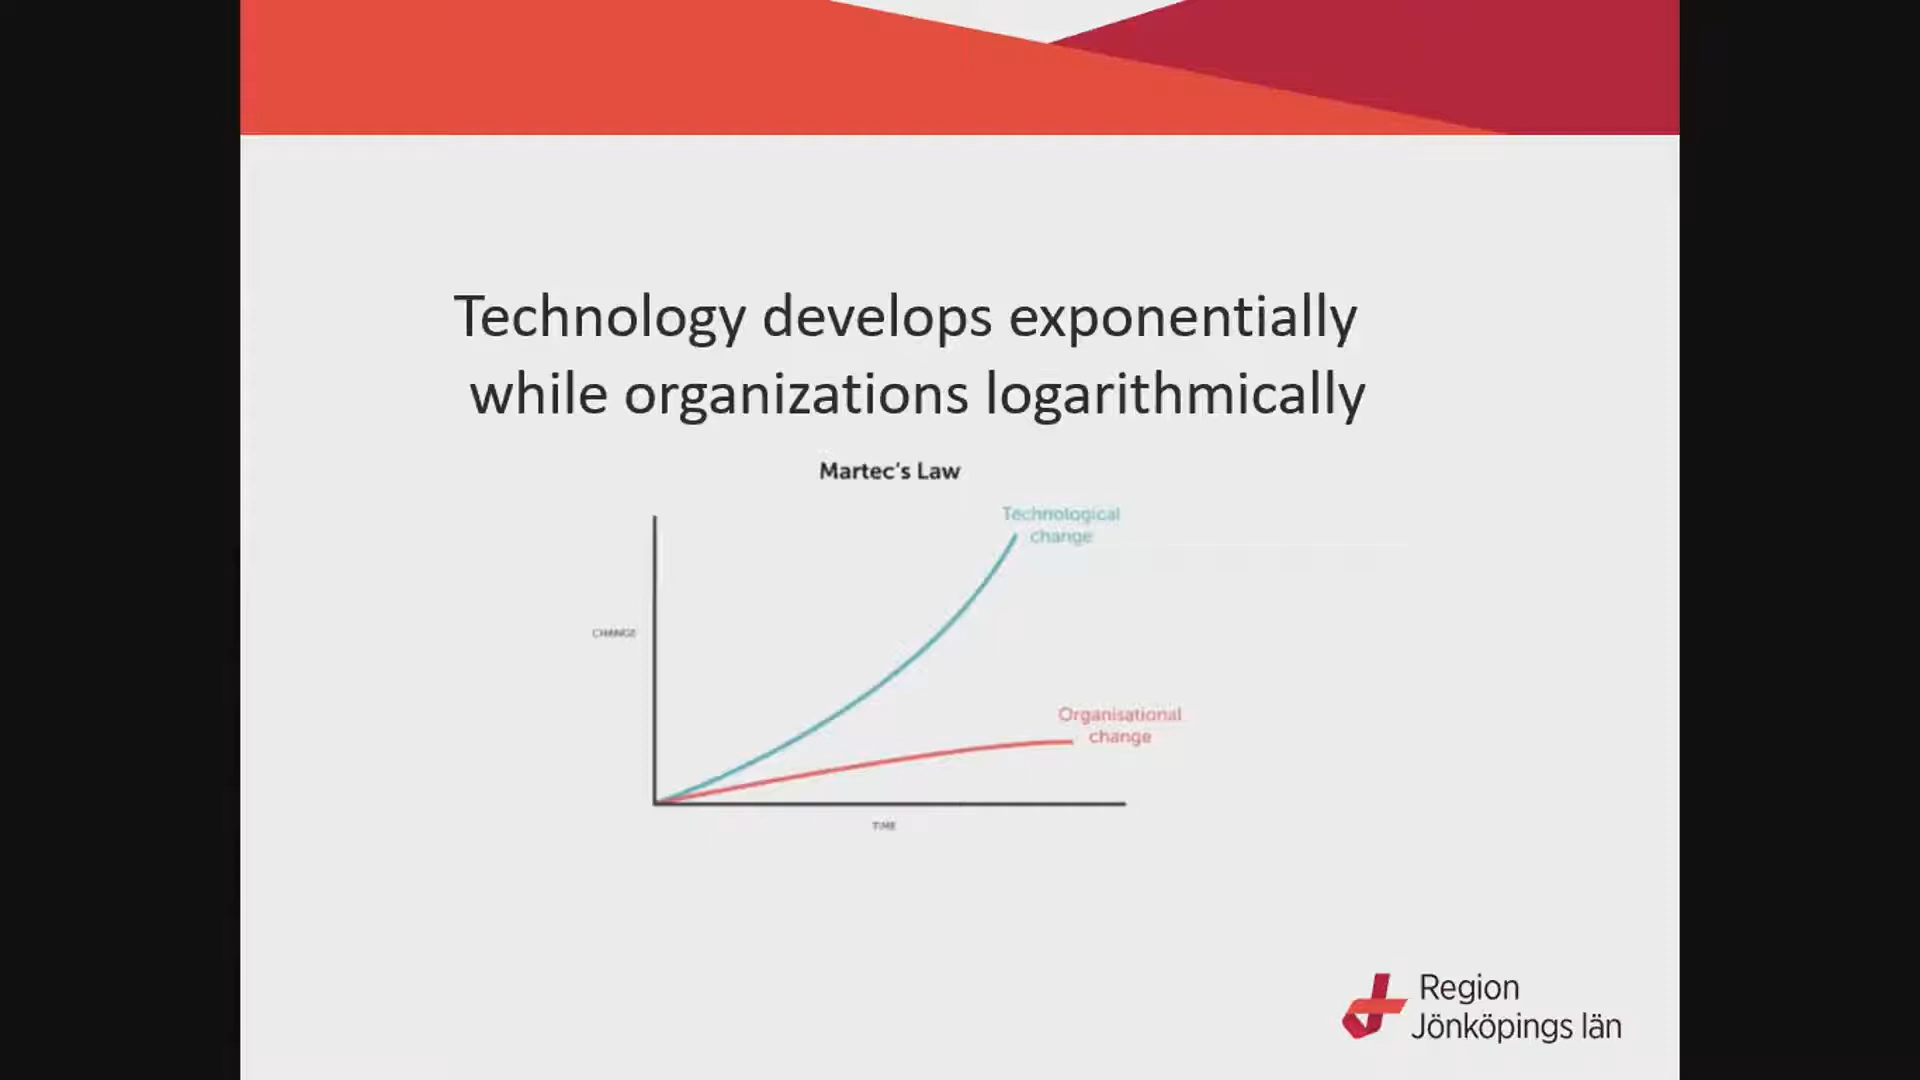 Technology develops exponentially
while organizations logarithmically
Martec's Law
Technological
change
CHANGE
Organisational
change
TIME
Region
Jönköpings län